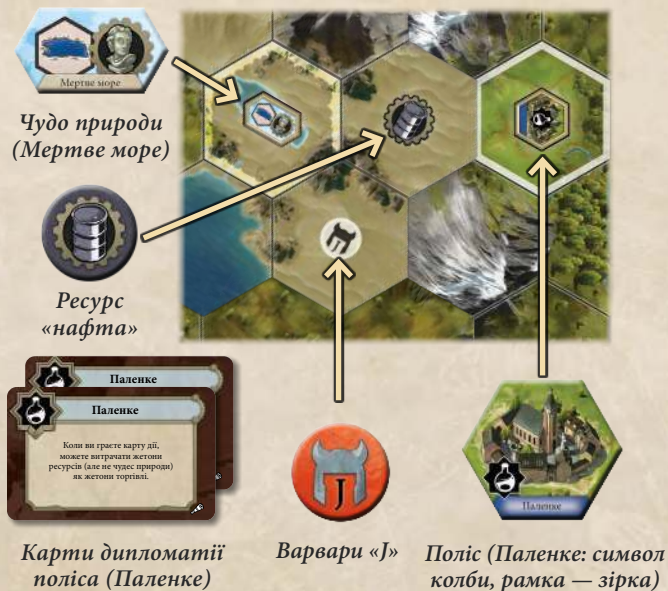 Мертве море
Чудо природи
(Мертве море)
Ресурс
«нафта»
Паленке
Паленке
Коли ви граєте карту дії,
можете витрачати жетони
ресурсів (але не чудес природи)
як жетони торгівлі.
Карти дипломатії
поліса (Паленке)
J
Варвари «J»
Паленке
Поліс (Паленке: символ
колби, рамка — зірка)